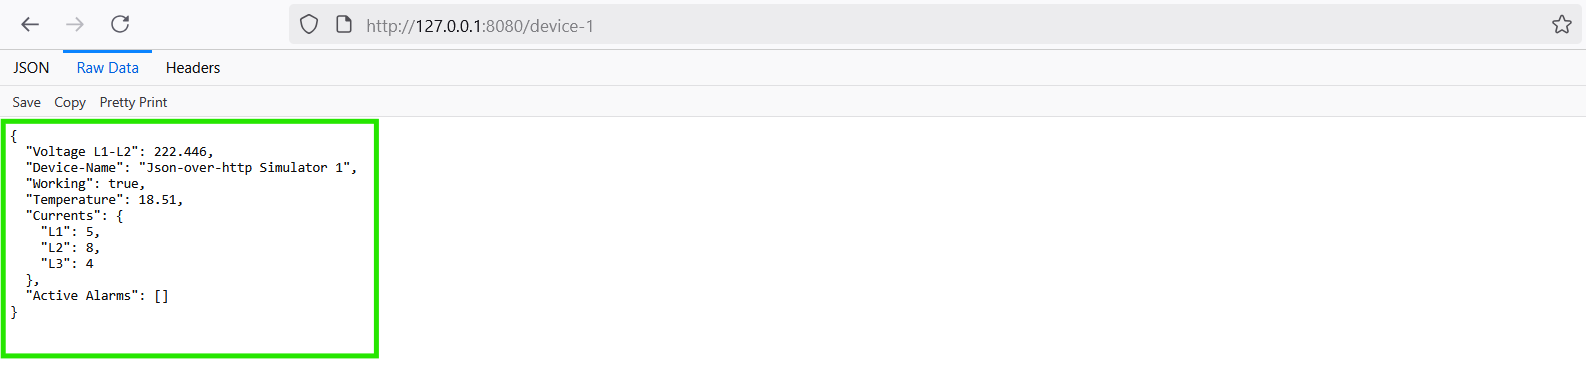 http://127.0.0.1:8080/device-1
JSON Raw Data Headers
Save Copy Pretty Print
{
  "Voltage L1-L2": 222.446,
  "Device-Name": "Json-over-http Simulator 1",
  "Working": true,
  "Temperature": 18.51,
  "Currents": {
    "L1": 5,
    "L2": 8,
    "L3": 4
  },
  "Active Alarms": []
}